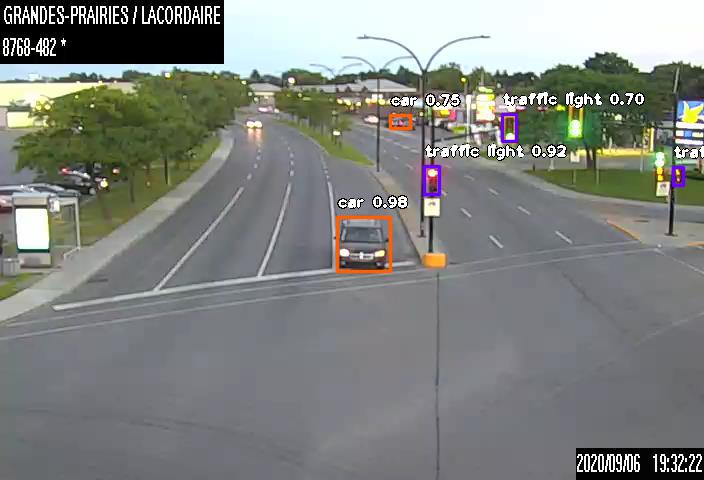 GRANDES-PRAIRIES / LACORDAIRE
8768-482 *
car 0.75
traffic light 0.70
traffic light 0.92
traf
car 0.98
2020/09/06 19:32:22